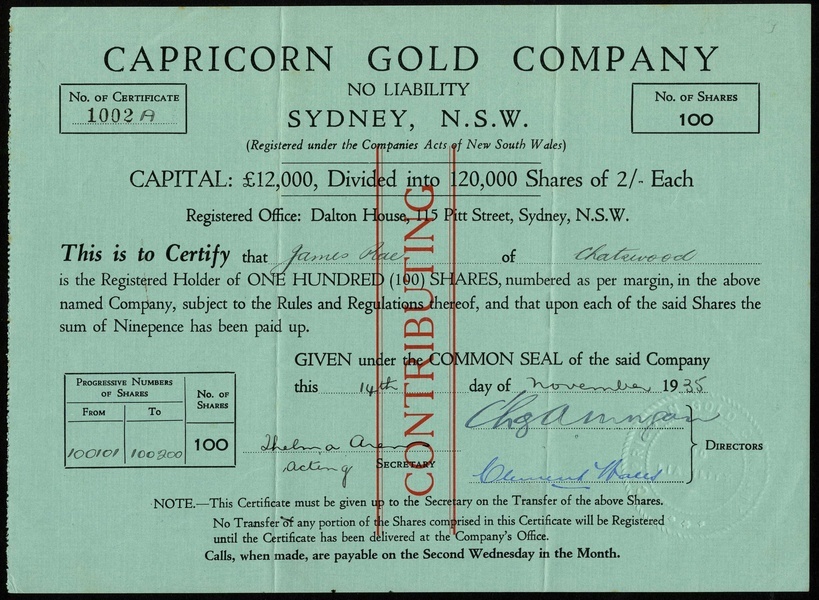 CAPRICORN GOLD COMPANY
NO LIABILITY
SYDNEY, N.S.W.
No. of Certificate
1002 A
No. of Shares
100
(Registered under the Companies Acts of New South Wales)
CAPITAL: £12,000, Divided into 120,000 Shares of 2/- Each
Registered Office: Dalton House, 115 Pitt Street, Sydney, N.S.W.
This is to Certify that James Rae of Chatswood
is the Registered Holder of ONE HUNDRED (100) SHARES, numbered as per margin, in the above
named Company, subject to the Rules and Regulations thereof, and that upon each of the said Shares the
sum of Ninepence has been paid up.
GIVEN under the COMMON SEAL of the said Company
this 14th day of November 1935
CONTRIBUTING
Progressive Numbers of Shares
From To
No. of Shares
100101 100200 100
Thelma
Acting Secretary
Clement
Directors
NOTE.—This Certificate must be given up to the Secretary on the Transfer of the above Shares.
No Transfer of any portion of the Shares comprised in this Certificate will be Registered
until the Certificate has been delivered at the Company's Office.
Calls, when made, are payable on the Second Wednesday in the Month.